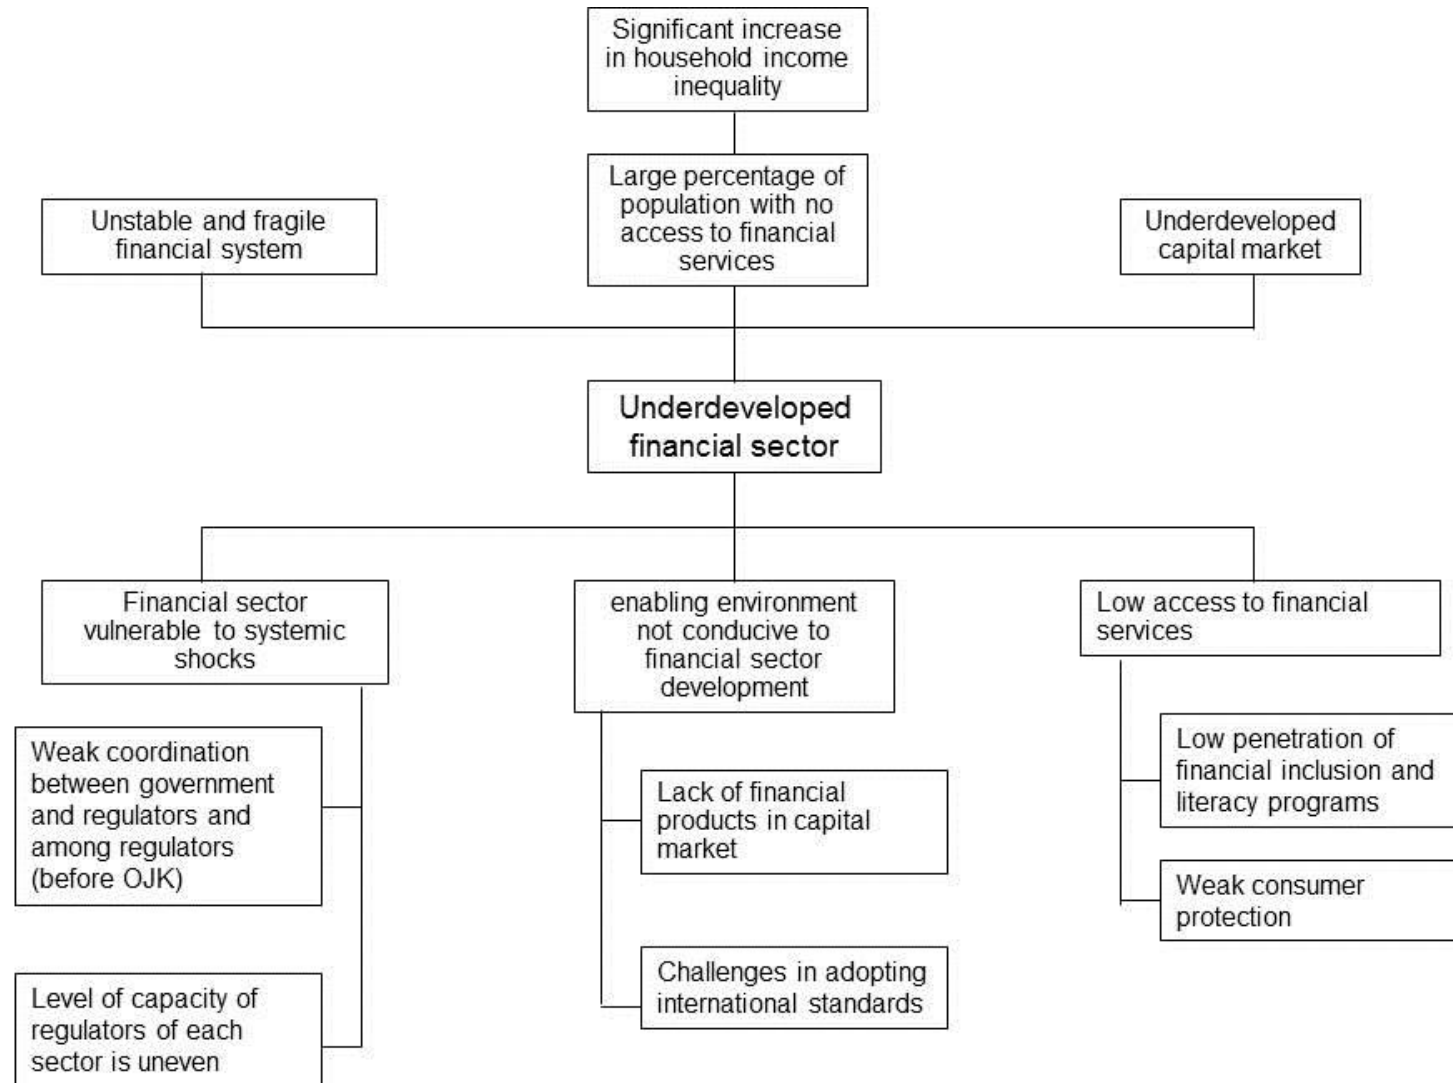 Significant increase
in household income
inequality
Large percentage of
population with no
access to financial
services
Unstable and fragile
financial system
Underdeveloped
capital market
Underdeveloped
financial sector
Financial sector
vulnerable to systemic
shocks
enabling environment
not conducive to
financial sector
development
Low access to financial
services
Weak coordination
between government
and regulators and
among regulators
(before OJK)
Level of capacity of
regulators of each
sector is uneven
Lack of financial
products in capital
market
Challenges in adopting
international standards
Low penetration of
financial inclusion and
literacy programs
Weak consumer
protection